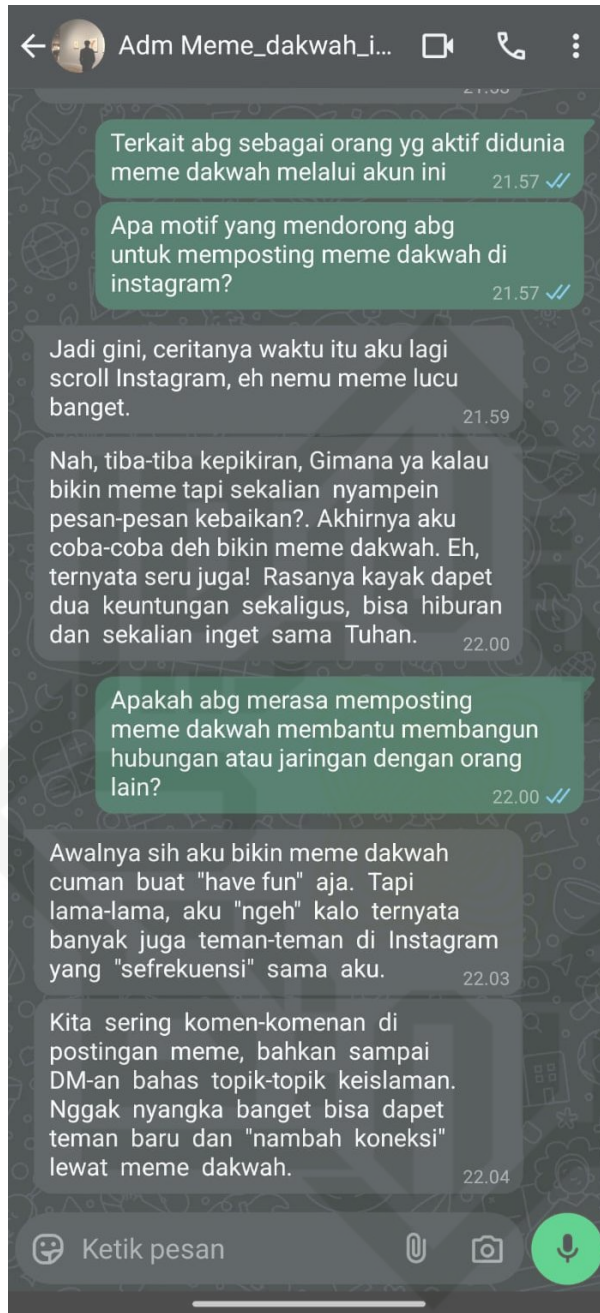 Adm Meme_dakwah_i...
Terkait abg sebagai orang yg aktif didunia
meme dakwah melalui akun ini
21.57
Apa motif yang mendorong abg
untuk memposting meme dakwah di
instagram?
21.57
Jadi gini, ceritanya waktu itu aku lagi
scroll Instagram, eh nemu meme lucu
banget.
21.59
Nah, tiba-tiba kepikiran, Gimana ya kalau
bikin meme tapi sekalian nyampein
pesan-pesan kebaikan?. Akhirnya aku
coba-coba deh bikin meme dakwah. Eh,
ternyata seru juga! Rasanya kayak dapet
dua keuntungan sekaligus, bisa hiburan
dan sekalian inget sama Tuhan.
22.00
Apakah abg merasa memposting
meme dakwah membantu membangun
hubungan atau jaringan dengan orang
lain?
22.00
Awalnya sih aku bikin meme dakwah
cuman buat "have fun" aja. Tapi
lama-lama, aku "ngeh" kalo ternyata
banyak juga teman-teman di Instagram
yang "sefrekuensi" sama aku.
22.03
Kita sering komen-komenan di
postingan meme, bahkan sampai
DM-an bahas topik-topik keislaman.
Nggak nyangka banget bisa dapet
teman baru dan "nambah koneksi"
lewat meme dakwah.
22.04
Ketik pesan